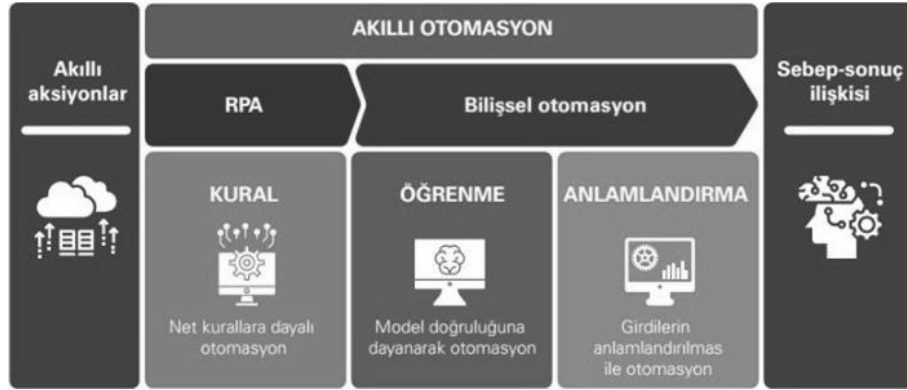 AKILLI OTOMASYON
Akıllı
aksiyonlar
RPA
Bilişsel otomasyon
Sebep-sonuç
ilişkisi
KURAL
Net kurallara dayalı
otomasyon
ÖĞRENME
Model doğruluğuna
dayanarak otomasyon
ANLAMLANDIRMA
Girdilerin
anlamlandırılmas
ile otomasyon